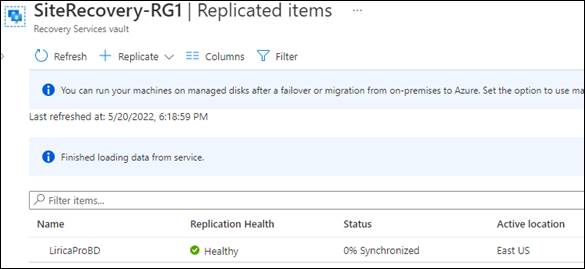 SiteRecovery-RG1 | Replicated items ...
Recovery Services vault
Refresh + Replicate Columns Filter
You can run your machines on managed disks after a failover or migration from on-premises to Azure. Set the option to use ma
Last refreshed at: 5/20/2022, 6:18:59 PM
Finished loading data from service.
Filter items...
Name Replication Health Status Active location
LiricaProBD Healthy 0% Synchronized East US